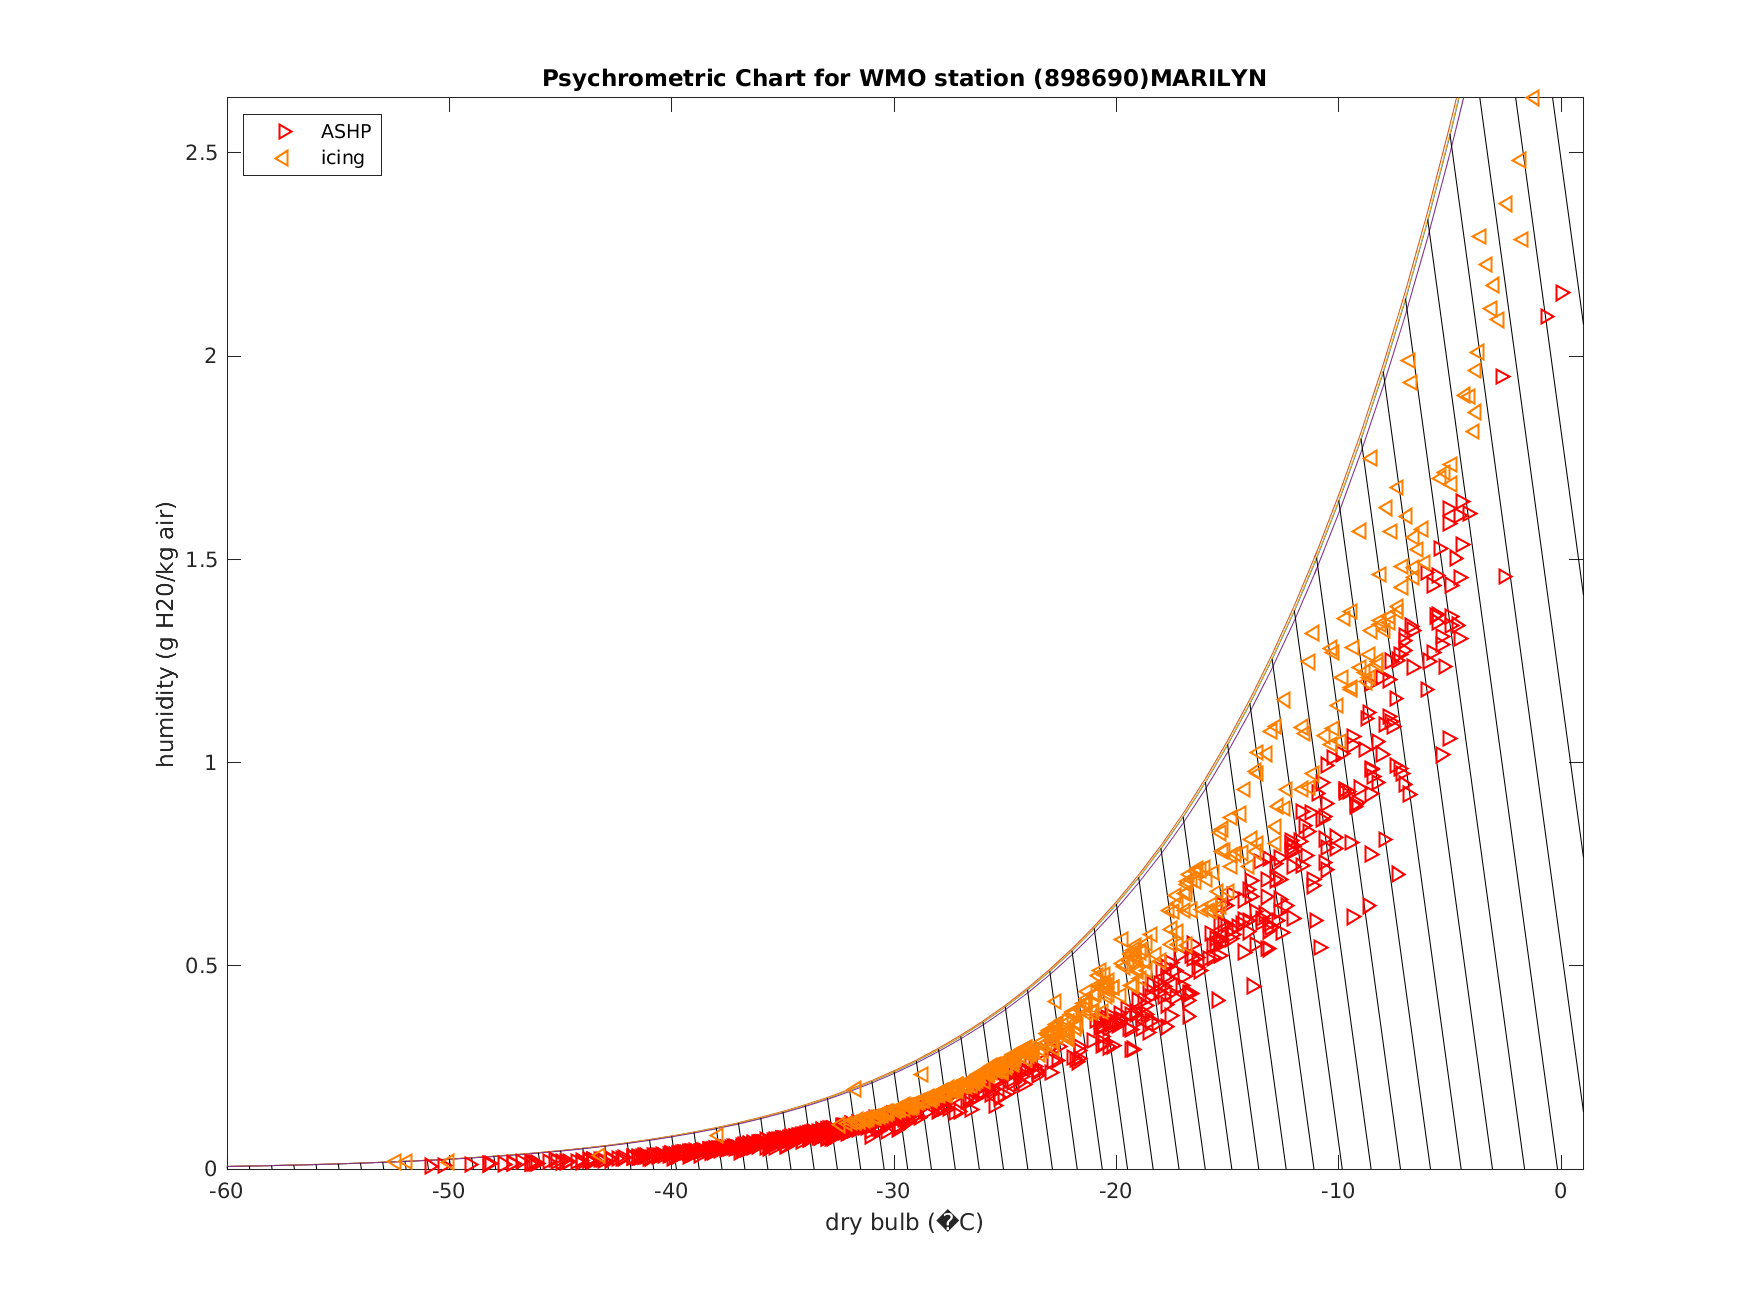 Psychrometric Chart for WMO station (898690)MARILYN
ASHP
icing
2.5
2
1.5
1
0.5
0
humidity (g H20/kg air)
-60
-50
-40
-30
-20
-10
0
dry bulb (�C)